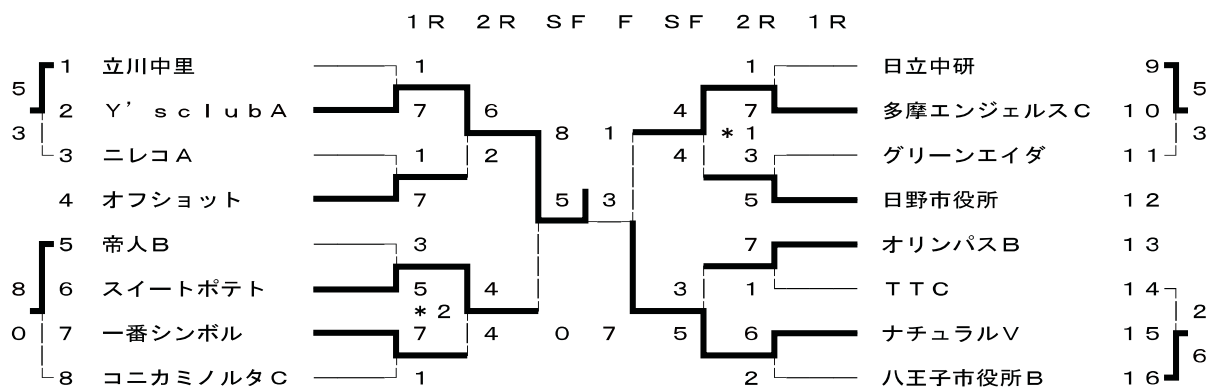 １Ｒ ２Ｒ ＳＦ Ｆ ＳＦ ２Ｒ １Ｒ
1 立川中里 1 1 日立中研 9
5 5
2 Ｙ’ｓｃｌｕｂＡ 7 6 4 7 多摩エンジェルスＣ 10
3 8 1 *1 3
3 ニレコＡ 1 2 4 3 グリーンエイダ 11
4 オフショット 7 5 3 5 日野市役所 12
5 帝人Ｂ 3 7 オリンパスＢ 13
8 6 スイートポテト 5 4 3 1 ＴＴＣ 14
*2 2
0 7 一番シンボル 7 4 0 7 5 6 ナチュラルＶ 15
6
8 コニカミノルタＣ 1 2 八王子市役所Ｂ 16